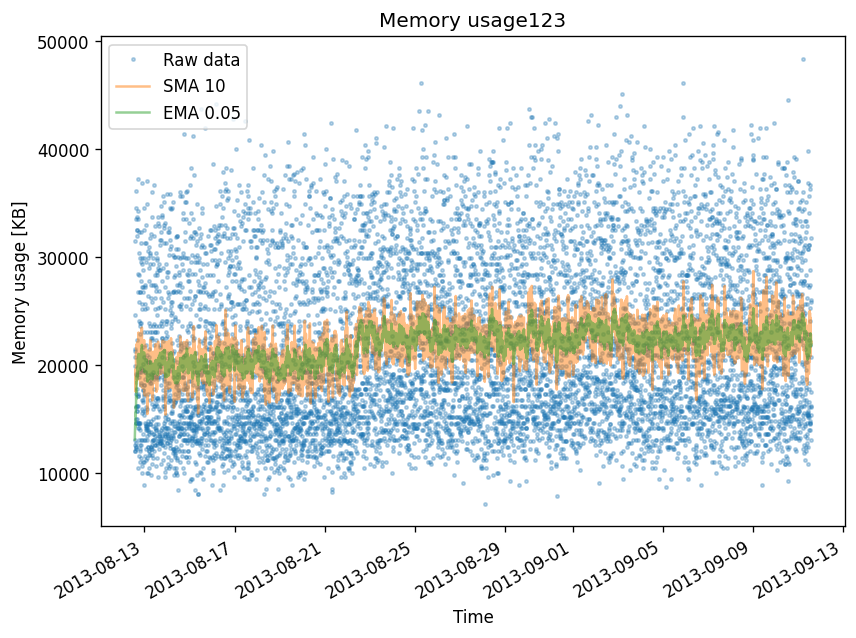 Memory usage123
Raw data
SMA 10
EMA 0.05
Memory usage [KB]
50000
40000
30000
20000
10000
2013-08-13
2013-08-17
2013-08-21
2013-08-25
2013-08-29
2013-09-01
2013-09-05
2013-09-09
2013-09-13
Time